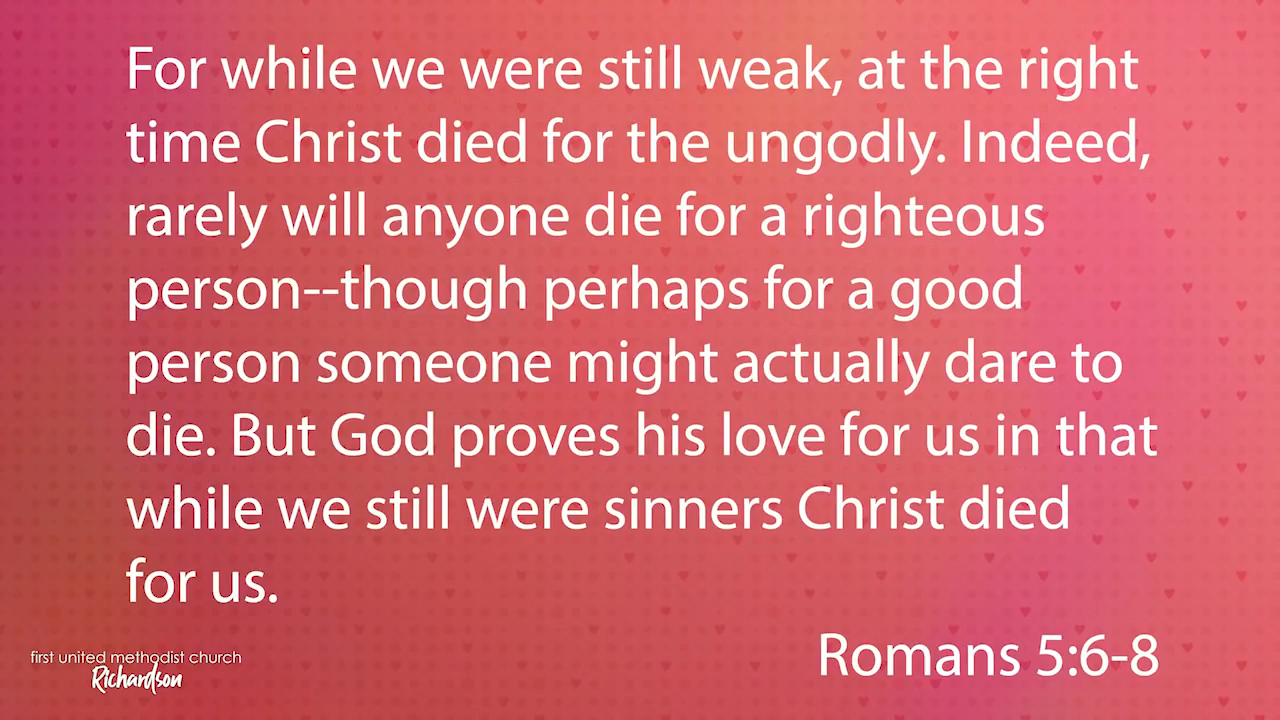 For while we were still weak, at the right
time Christ died for the ungodly. Indeed,
rarely will anyone die for a righteous
person--though perhaps for a good
person someone might actually dare to
die. But God proves his love for us in that
while we still were sinners Christ died
for us.
Romans 5:6-8
first united methodist church
Richardson